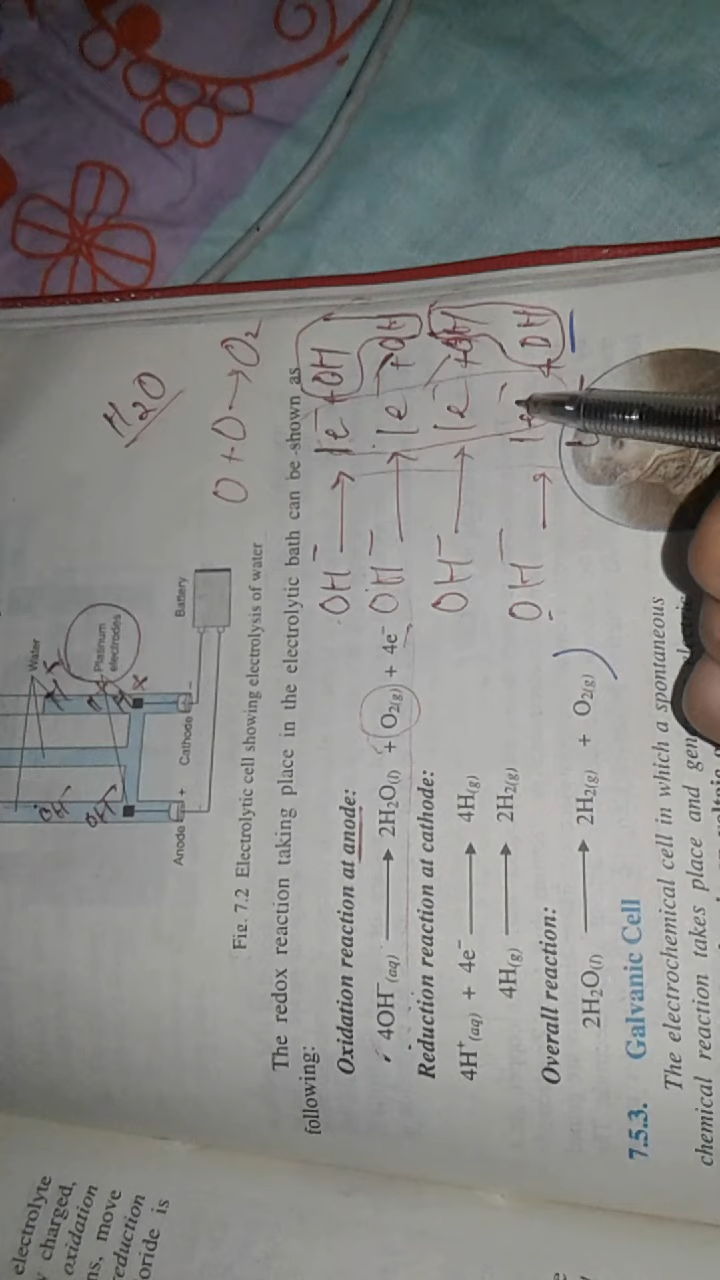 electrolyte
charged,
oxidation
ns, move
reduction
oride is
Water
Platinum
electrodes
OH⁻
OH⁻
H⁺
Anode +
Cathode −
Battery
H₂O
O + O → O₂
Fig. 7.2 Electrolytic cell showing electrolysis of water
The redox reaction taking place in the electrolytic bath can be shown as
following:
Oxidation reaction at anode:
4OH⁻(aq) → 2H₂O(l) + O₂(g) + 4e⁻
Reduction reaction at cathode:
4H⁺(aq) + 4e⁻ → 4H(g)
4H(g) → 2H₂(g)
Overall reaction:
2H₂O(l) → 2H₂(g) + O₂(g)
OH⁻ → 1e⁻ + OH
OH⁻ → 1e⁻ + OH
OH⁻ → 1e⁻ + OH
OH⁻ → 1e⁻ + OH
7.5.3. Galvanic Cell
The electrochemical cell in which a spontaneous
chemical reaction takes place and gen